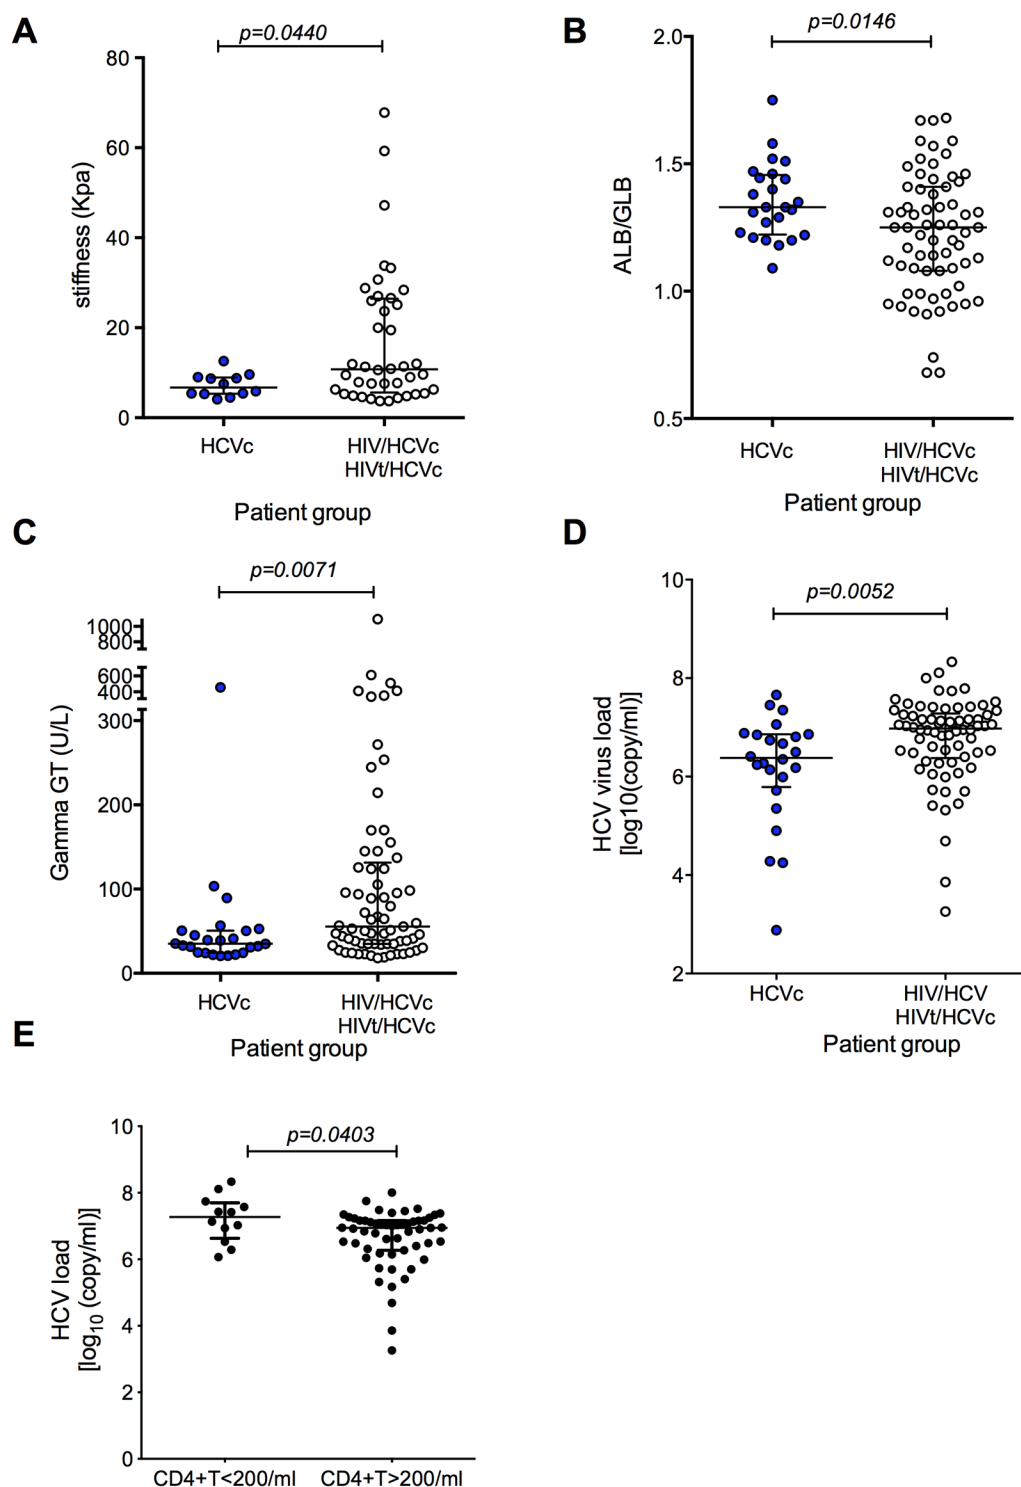 A
p=0.0440
80
60
40
20
0
stiffness (Kpa)
HCVc
HIV/HCVc
HIVt/HCVc
Patient group
B
p=0.0146
2.0
1.5
1.0
0.5
ALB/GLB
HCVc
HIV/HCVc
HIVt/HCVc
Patient group
C
p=0.0071
1000
800
600
400
300
200
100
0
Gamma GT (U/L)
HCVc
HIV/HCVc
HIVt/HCVc
Patient group
D
p=0.0052
10
8
6
4
2
HCV virus load
[log10(copy/ml)]
HCVc
HIV/HCV
HIVt/HCVc
Patient group
E
p=0.0403
10
8
6
4
2
0
HCV load
[log10 (copy/ml)]
CD4+T<200/ml
CD4+T>200/ml